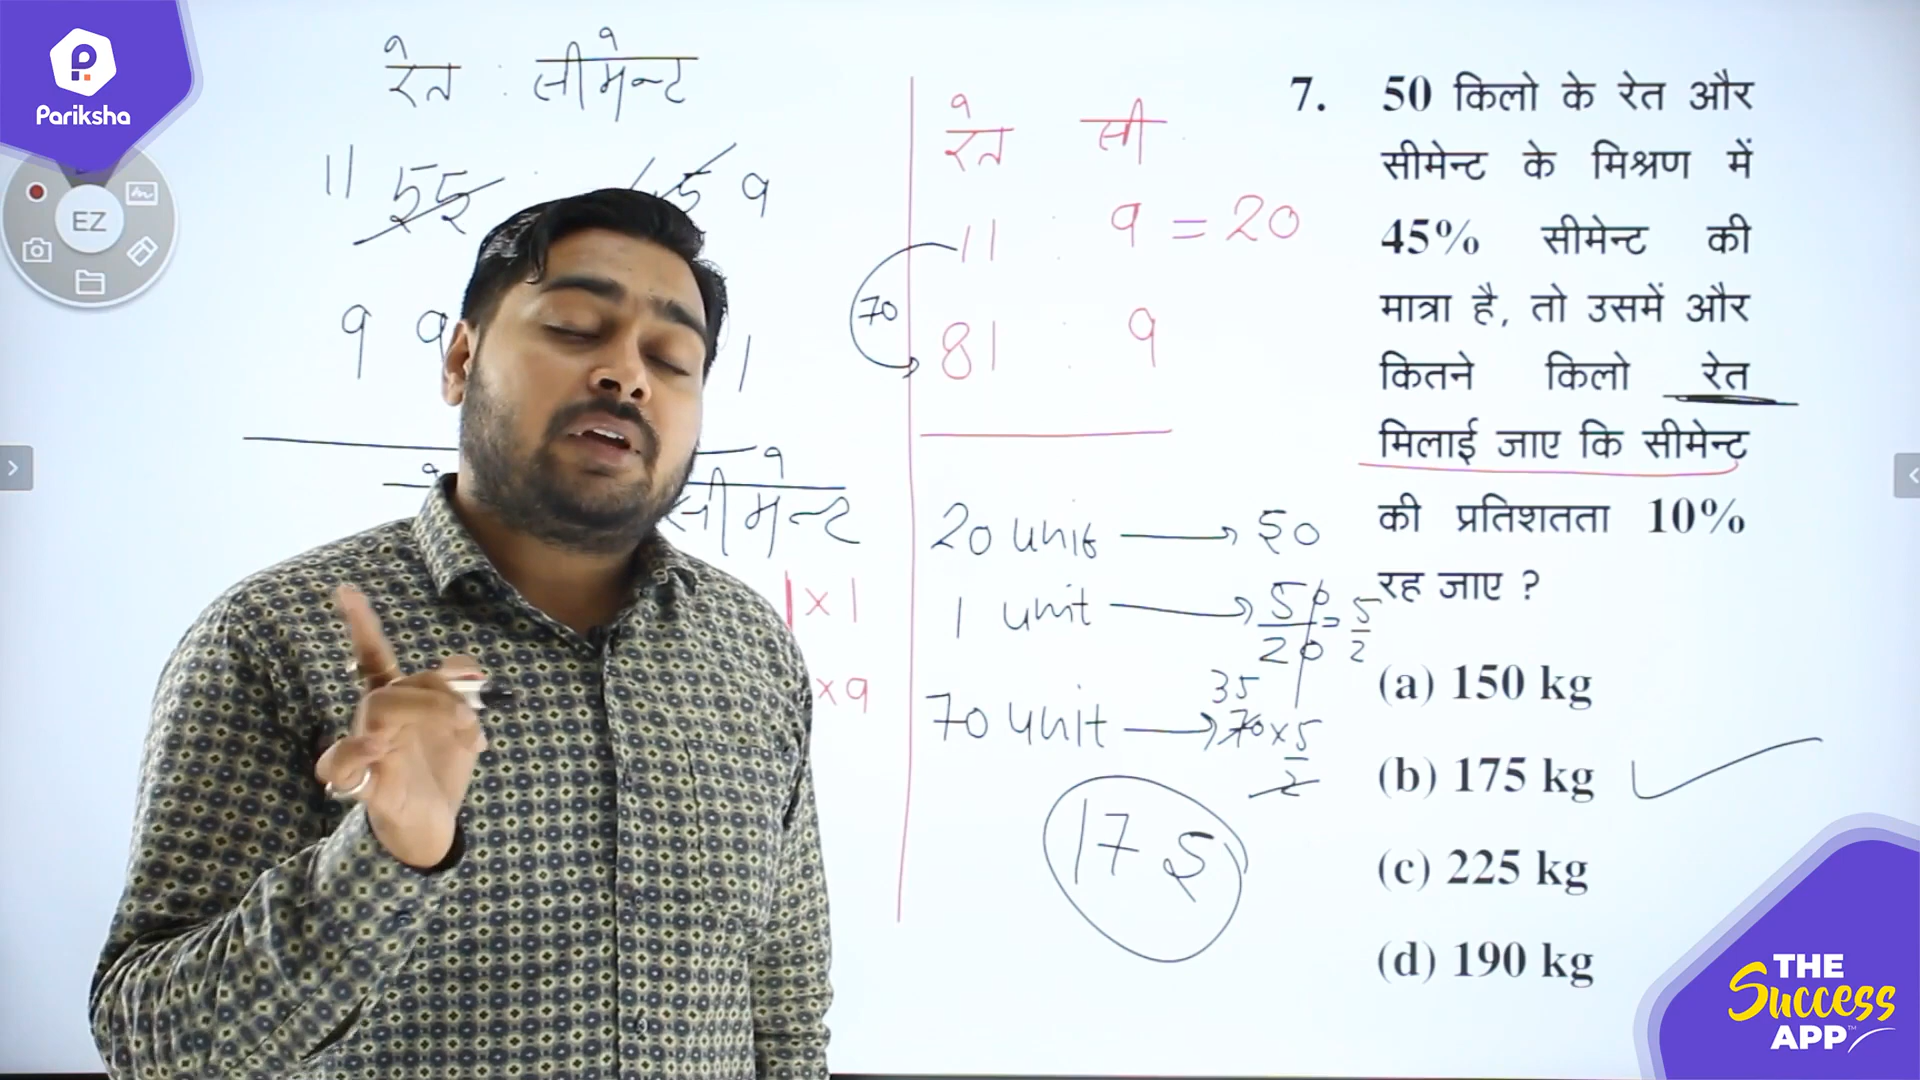 Pariksha
EZ
रेत : सीमेन्ट
11 55 : 45 9
9 9
1
सीमेन्ट
1 x 1
x 9
रेत सी
11 : 9 = 20
70
81 : 9
20 unit → 50
1 unit → 50/20 = 5/2
35
70 unit → 70 x 5/2
175
7. 50 किलो के रेत और
सीमेन्ट के मिश्रण में
45% सीमेन्ट की
मात्रा है, तो उसमें और
कितने किलो रेत
मिलाई जाए कि सीमेन्ट
की प्रतिशतता 10%
रह जाए ?
(a) 150 kg
(b) 175 kg
(c) 225 kg
(d) 190 kg
THE
Success
APP™